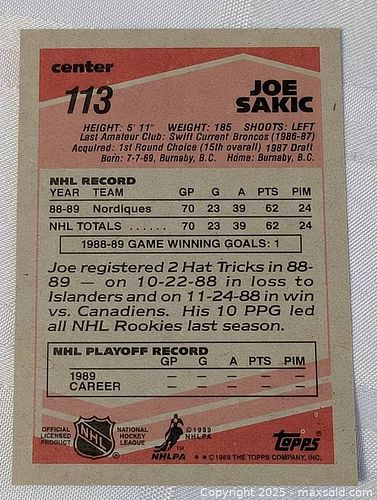 center
113
JOE
SAKIC
HEIGHT: 5' 11" WEIGHT: 185 SHOOTS: LEFT
Last Amateur Club: Swift Current Broncos (1986-87)
Acquired: 1st Round Choice (15th overall) 1987 Draft
Born: 7-7-69, Burnaby, B.C. Home: Burnaby, B.C.
NHL RECORD
YEAR TEAM GP G A PTS PIM
88-89 Nordiques 70 23 39 62 24
NHL TOTALS ...... 70 23 39 62 24
1988-89 GAME WINNING GOALS: 1
Joe registered 2 Hat Tricks in 88-
89 — on 10-22-88 in loss to
Islanders and on 11-24-88 in win
vs. Canadiens. His 10 PPG led
all NHL Rookies last season.
NHL PLAYOFF RECORD
GP G A PTS PIM
1989 — — — — —
CAREER — — — — —
OFFICIAL
LICENSED
PRODUCT
NHL
NATIONAL
HOCKEY
LEAGUE
TM
NHLPA
©1989
NHLPA
topps®
* * ©1989 THE TOPPS COMPANY, INC.
Copyright 2025 - maxsold.com